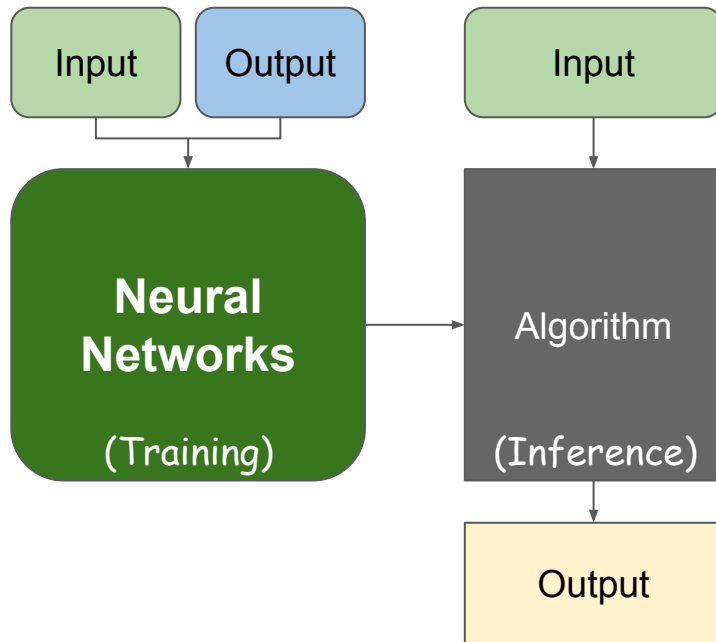 Input
Output
Input
Neural
Networks
(Training)
Algorithm
(Inference)
Output